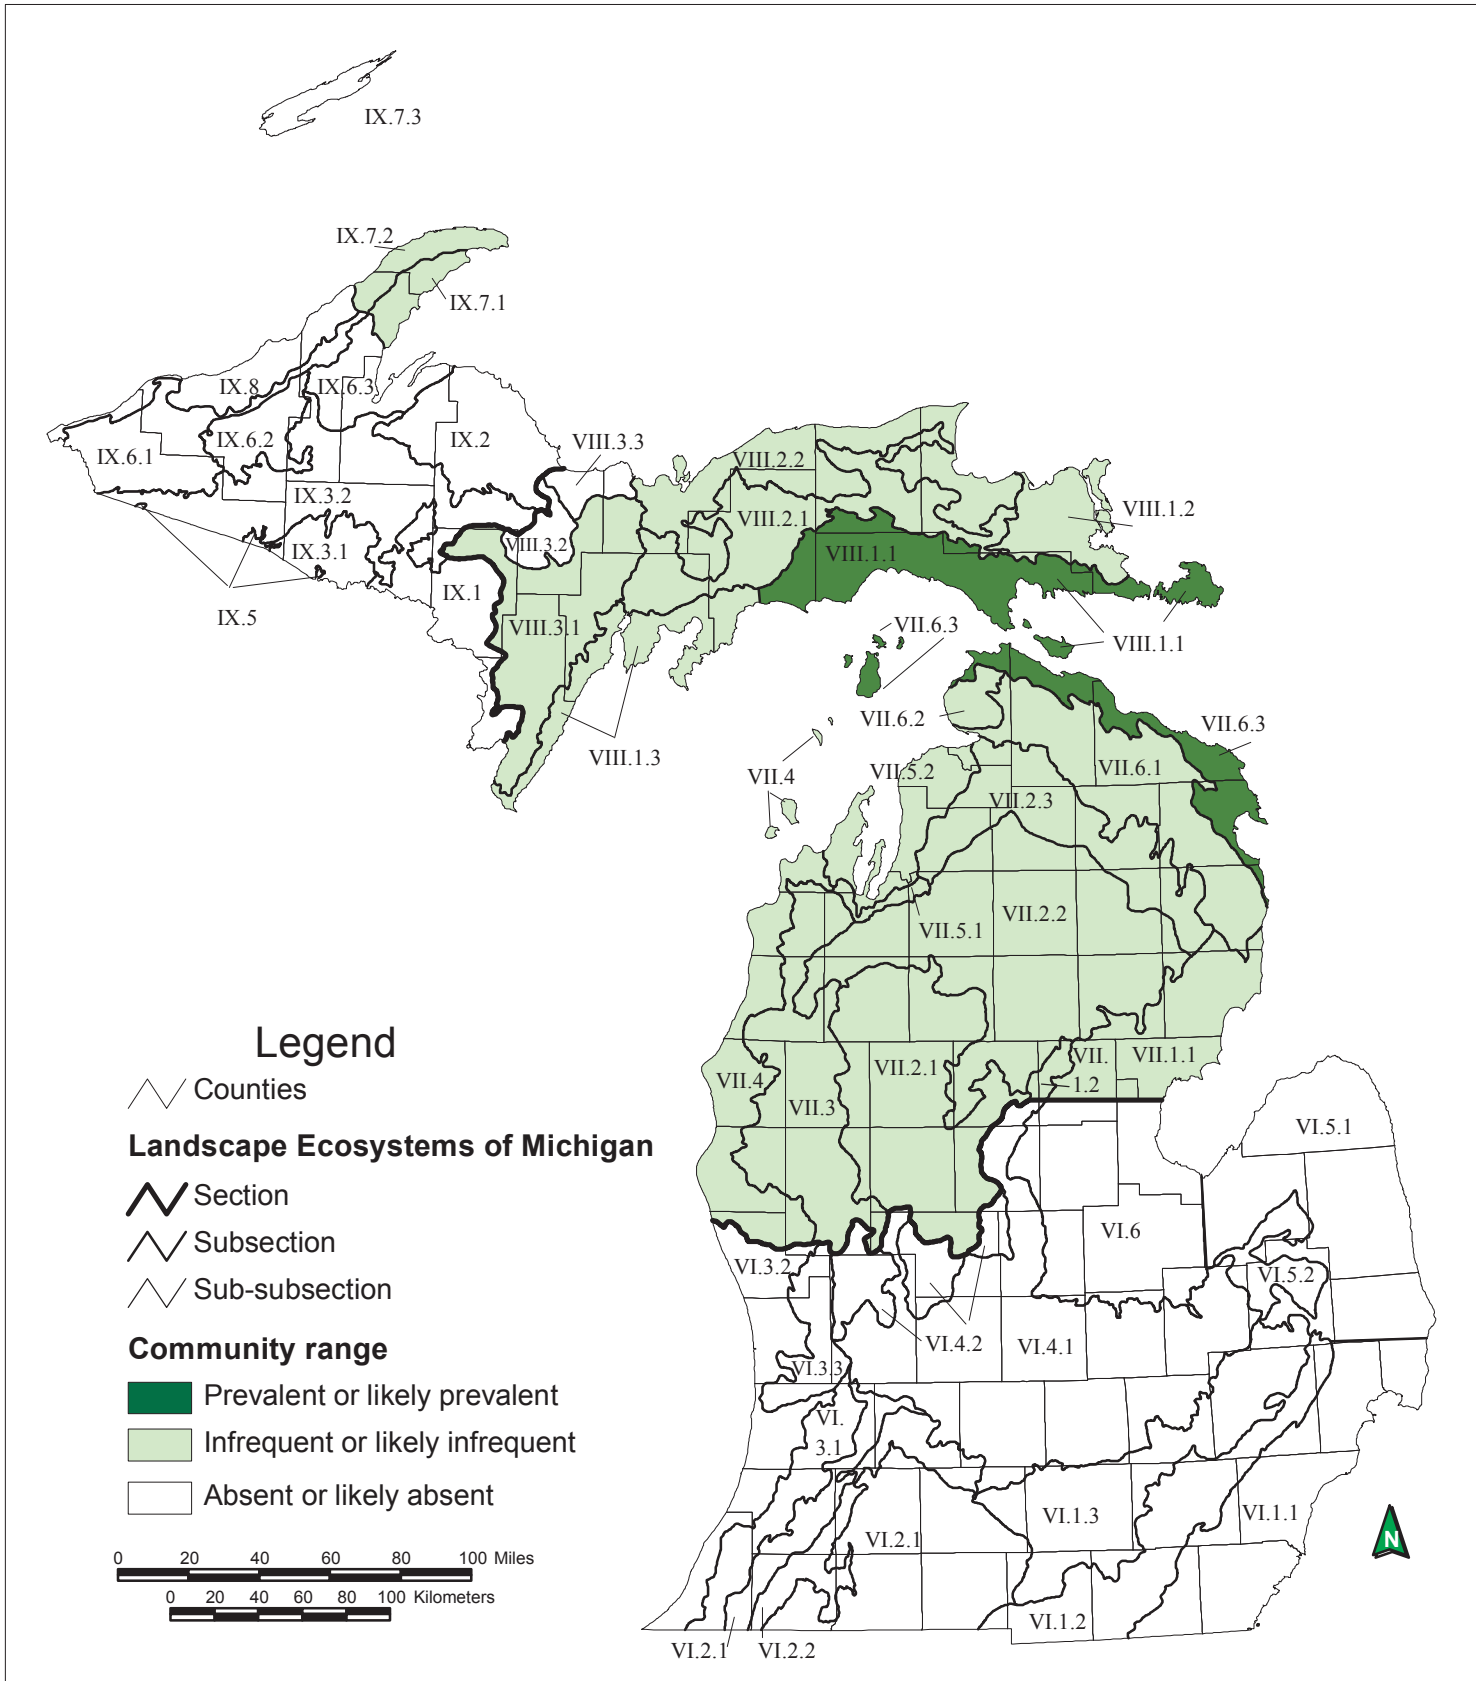 IX.7.3
IX.7.2
IX.7.1
IX.8
IX.6.3
IX.6.2
IX.2
IX.6.1
VIII.3.3
VIII.2.2
IX.3.2
VIII.2.1
VIII.1.2
IX.3.1
VIII.3.2
VIII.1.1
IX.1
IX.5
VIII.3.1
VII.6.3
VIII.1.1
VII.6.2
VII.6.3
VIII.1.3
VII.4
VII.5.2
VII.6.1
VII.2.3
VII.5.1
VII.2.2
VII.4
VII.3
VII.2.1
VII.
1.2
VII.1.1
VI.5.1
VI.6
VI.3.2
VI.5.2
VI.4.2
VI.4.1
VI.3.3
VI.
3.1
VI.2.1
VI.1.3
VI.1.1
VI.1.2
VI.2.1
VI.2.2
Legend
Counties
Landscape Ecosystems of Michigan
Section
Subsection
Sub-subsection
Community range
Prevalent or likely prevalent
Infrequent or likely infrequent
Absent or likely absent
0 20 40 60 80 100 Miles
0 20 40 60 80 100 Kilometers
N